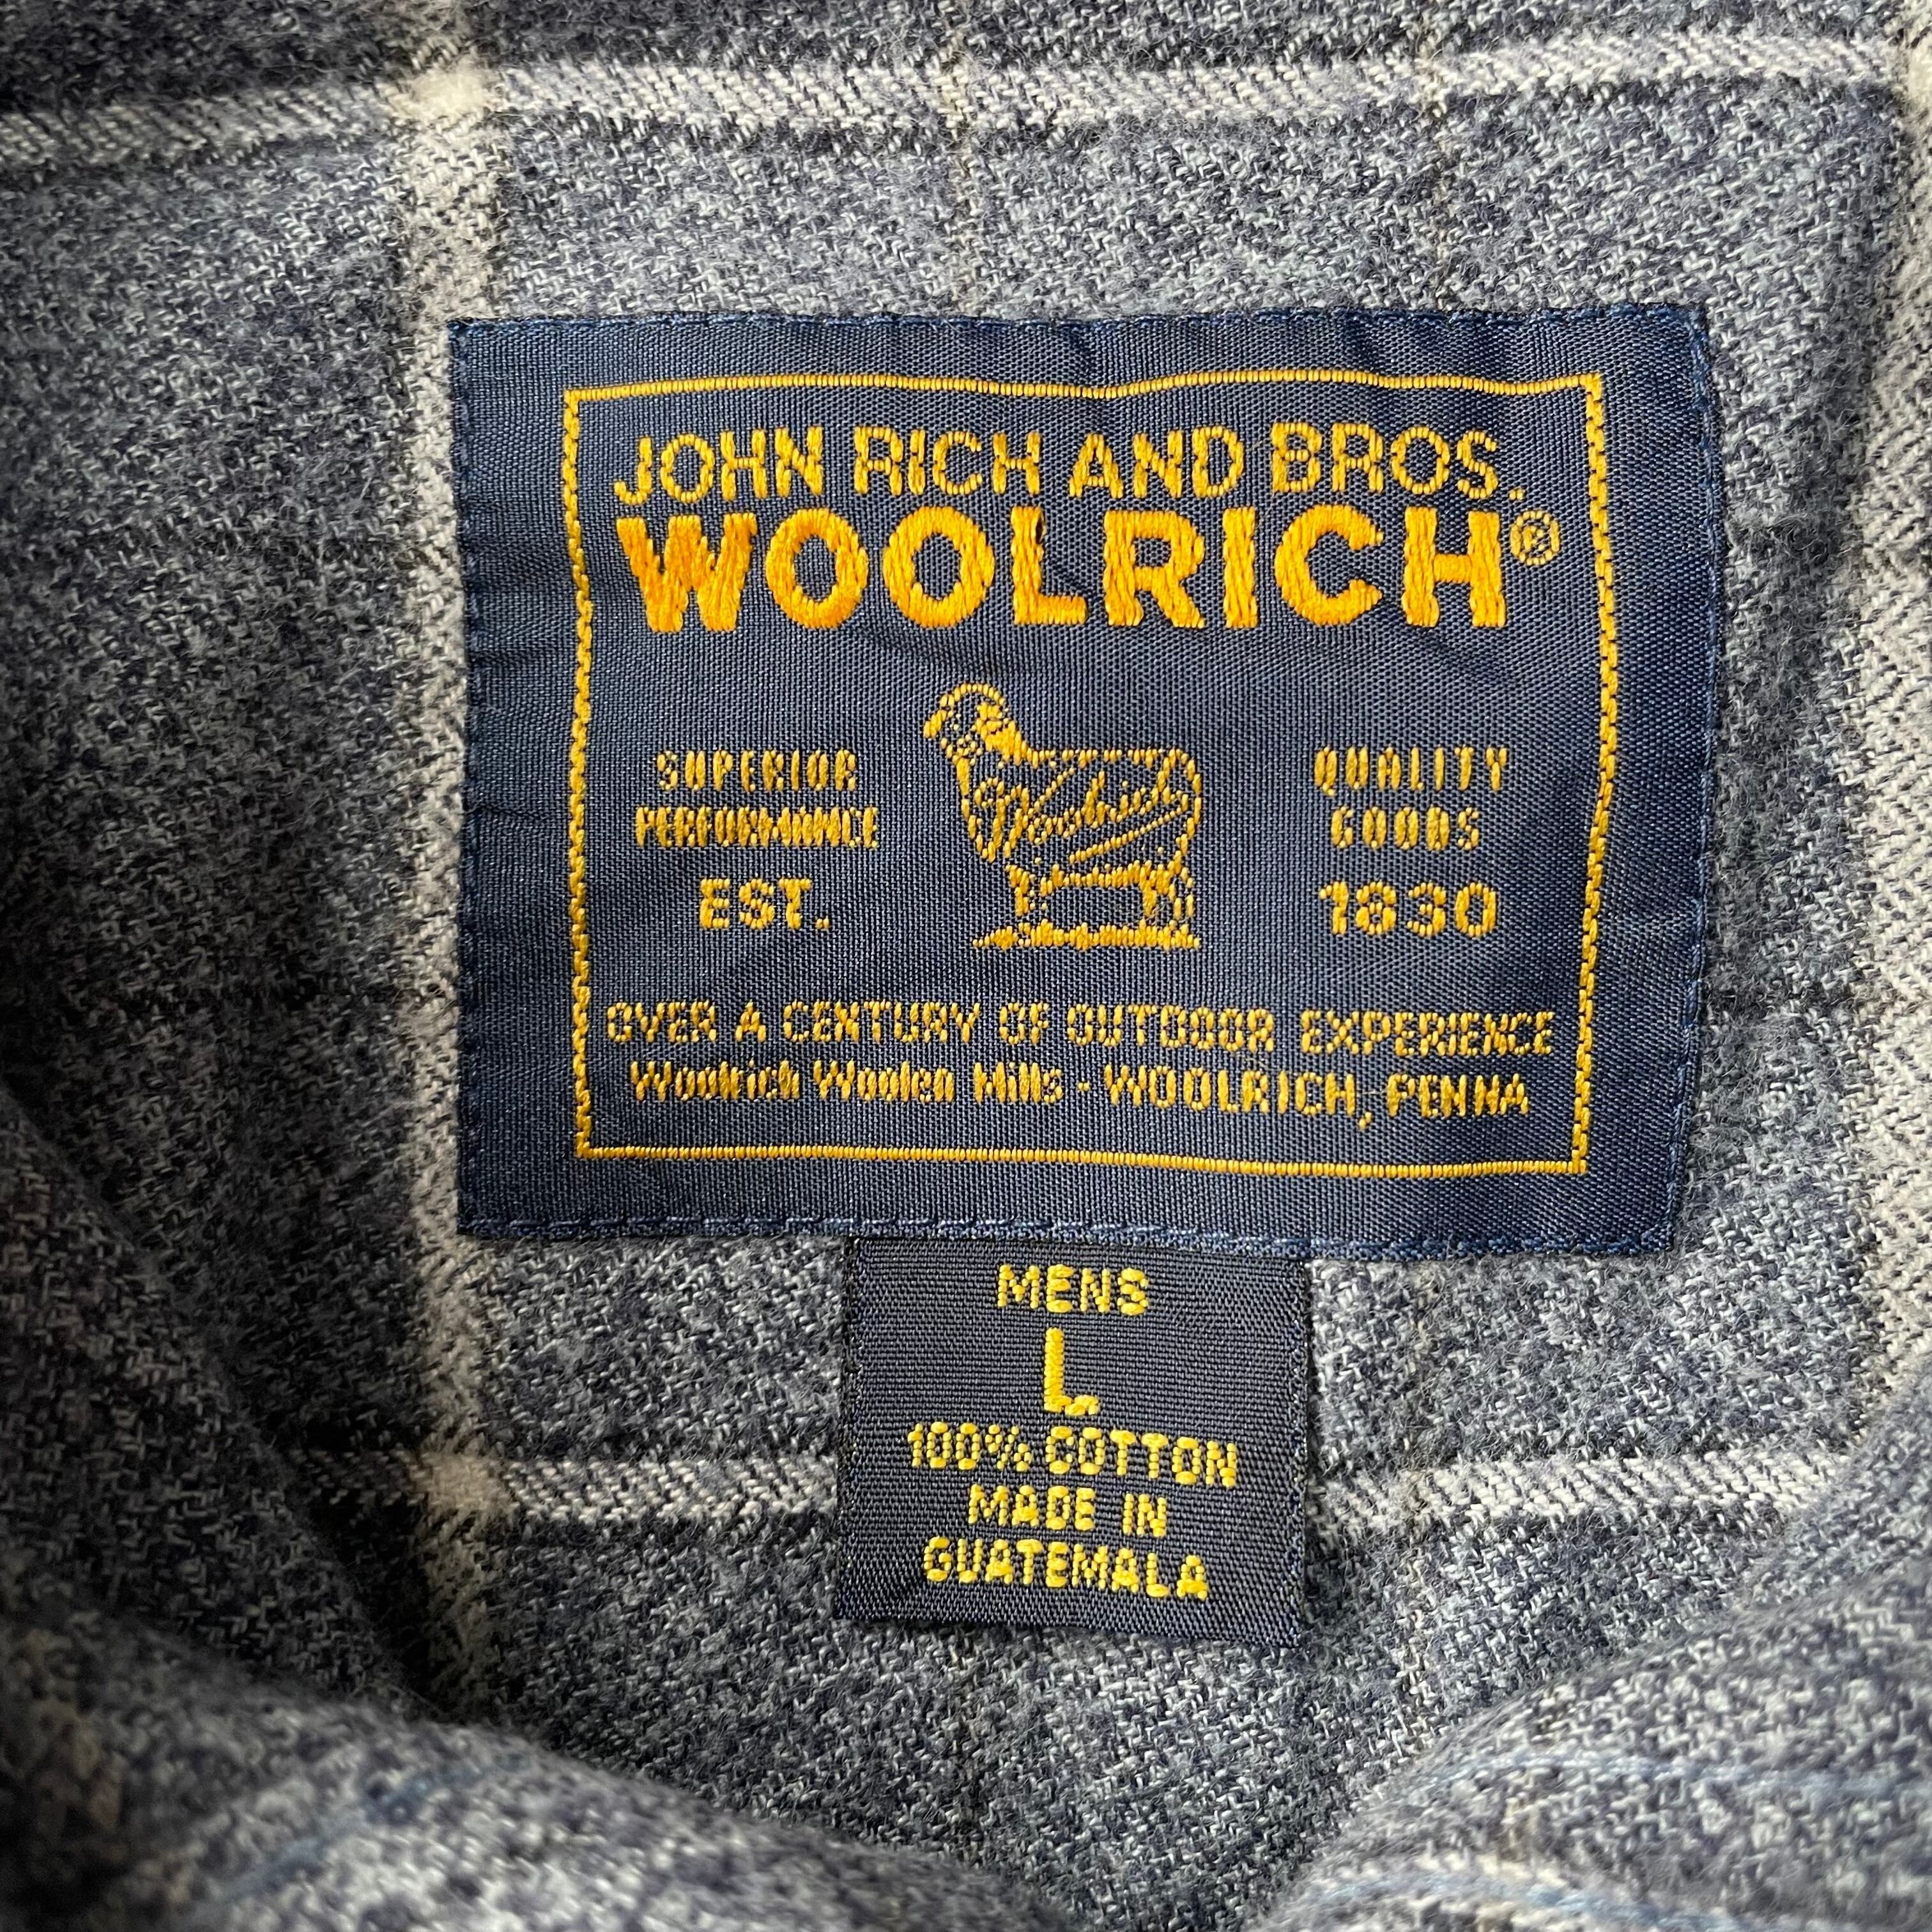 JOHN RICH AND BROS.
WOOLRICH®
SUPERIOR
PERFORMANCE
EST.
Woolrich
QUALITY
GOODS
1830
OVER A CENTURY OF OUTDOOR EXPERIENCE
Woolrich Woolen Mills - WOOLRICH, PENNA
MENS
L
100% COTTON
MADE IN
GUATEMALA